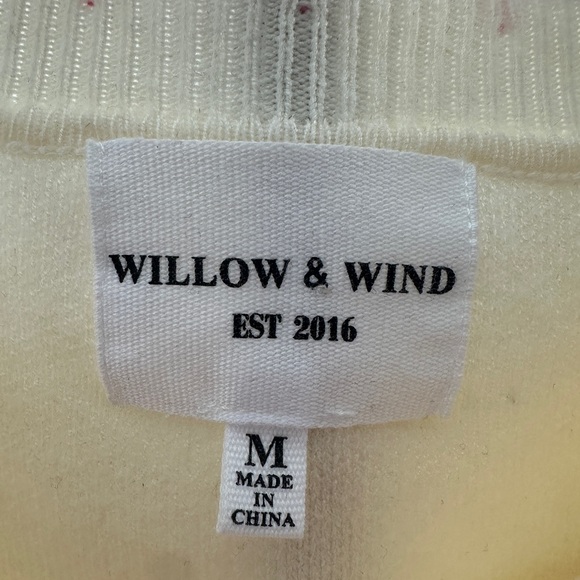 WILLOW & WIND
EST 2016
M
MADE
IN
CHINA